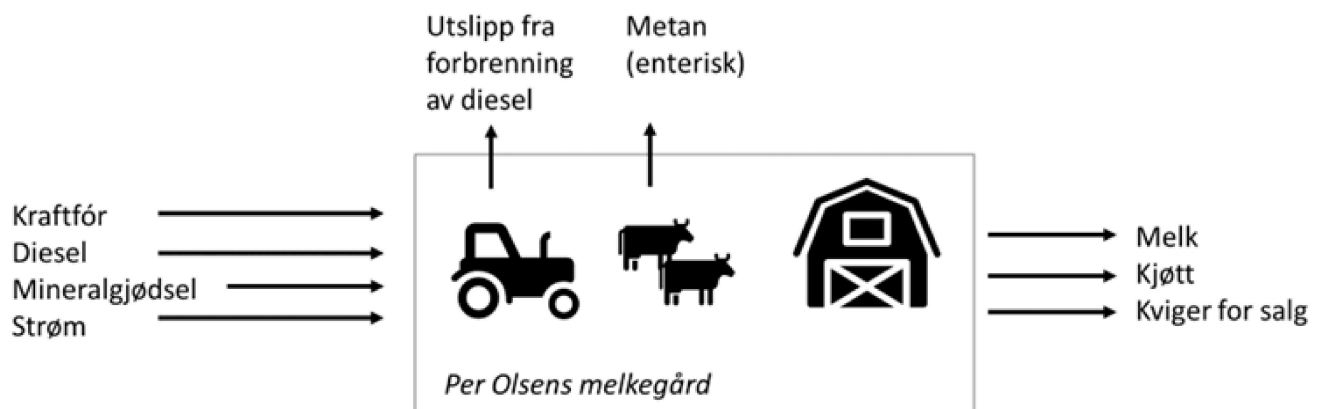 Utslipp fra
forbrenning
av diesel
Metan
(enterisk)
Kraftfór
Diesel
Mineralgjødsel
Strøm
Melk
Kjøtt
Kviger for salg
Per Olsens melkegård